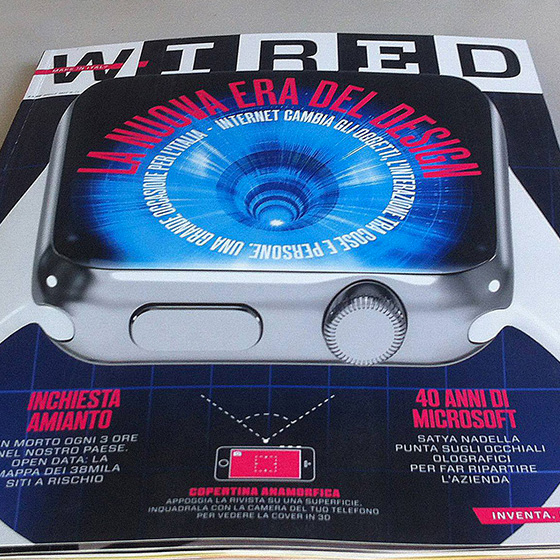 WIRED
MADE IN ITALY
LA NUOVA ERA DEL DESIGN
INTERNET CAMBIA GLI OGGETTI, L'INTERAZIONE TRA COSE E PERSONE. UNA GRANDE OCCASIONE PER L'ITALIA -
INCHIESTA
AMIANTO
N MORTO OGNI 3 ORE
NEL NOSTRO PAESE.
OPEN DATA: LA
MAPPA DEI 38MILA
SITI A RISCHIO
COPERTINA ANAMORFICA
APPOGGIA LA RIVISTA SU UNA SUPERFICIE.
INQUADRALA CON LA CAMERA DEL TUO TELEFONO
PER VEDERE LA COVER IN 3D
40 ANNI DI
MICROSOFT
SATYA NADELLA
PUNTA SUGLI OCCHIALI
OLOGRAFICI
PER FAR RIPARTIRE
L'AZIENDA
INVENTA.